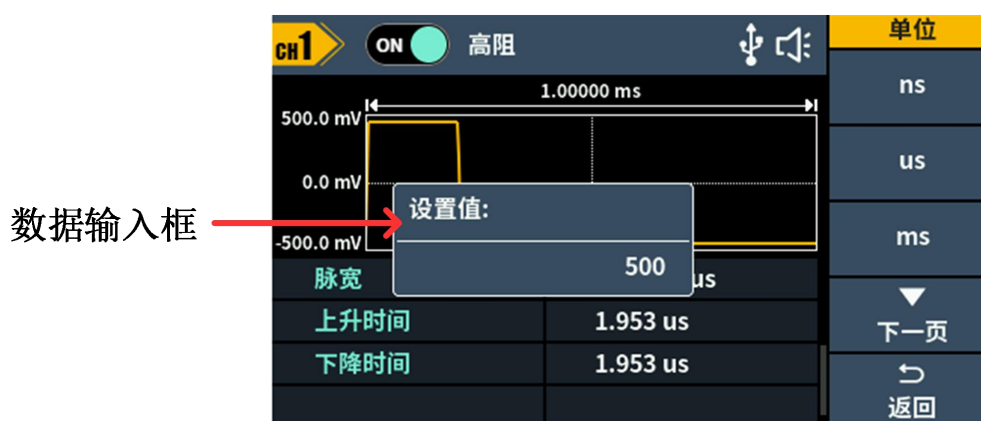 CH1 ON 高阻
单位
1.00000 ms
ns
500.0 mV
us
0.0 mV
设置值:
数据输入框
-500.0 mV
ms
500
脉宽 us
上升时间 1.953 us
下一页
下降时间 1.953 us
返回